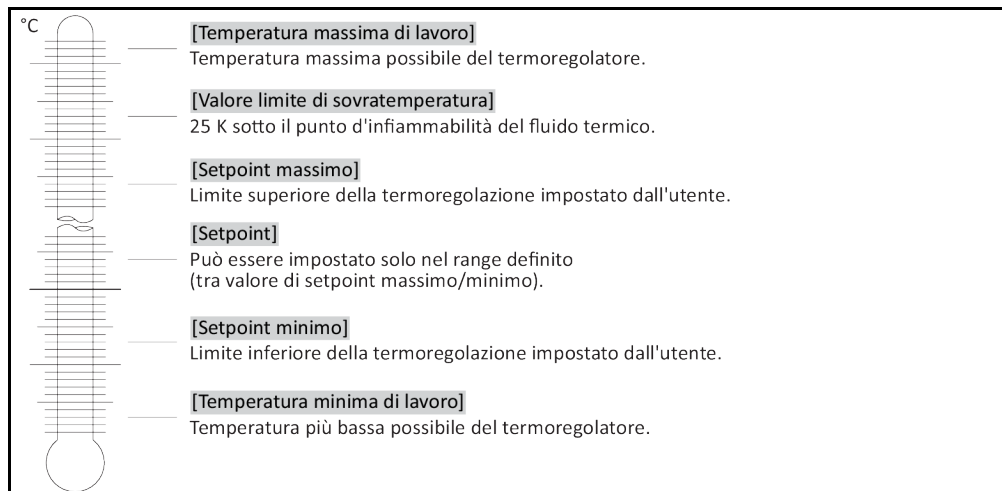 °C
[Temperatura massima di lavoro]
Temperatura massima possibile del termoregolatore.
[Valore limite di sovratemperatura]
25 K sotto il punto d'infiammabilità del fluido termico.
[Setpoint massimo]
Limite superiore della termoregolazione impostato dall'utente.
[Setpoint]
Può essere impostato solo nel range definito
(tra valore di setpoint massimo/minimo).
[Setpoint minimo]
Limite inferiore della termoregolazione impostato dall'utente.
[Temperatura minima di lavoro]
Temperatura più bassa possibile del termoregolatore.